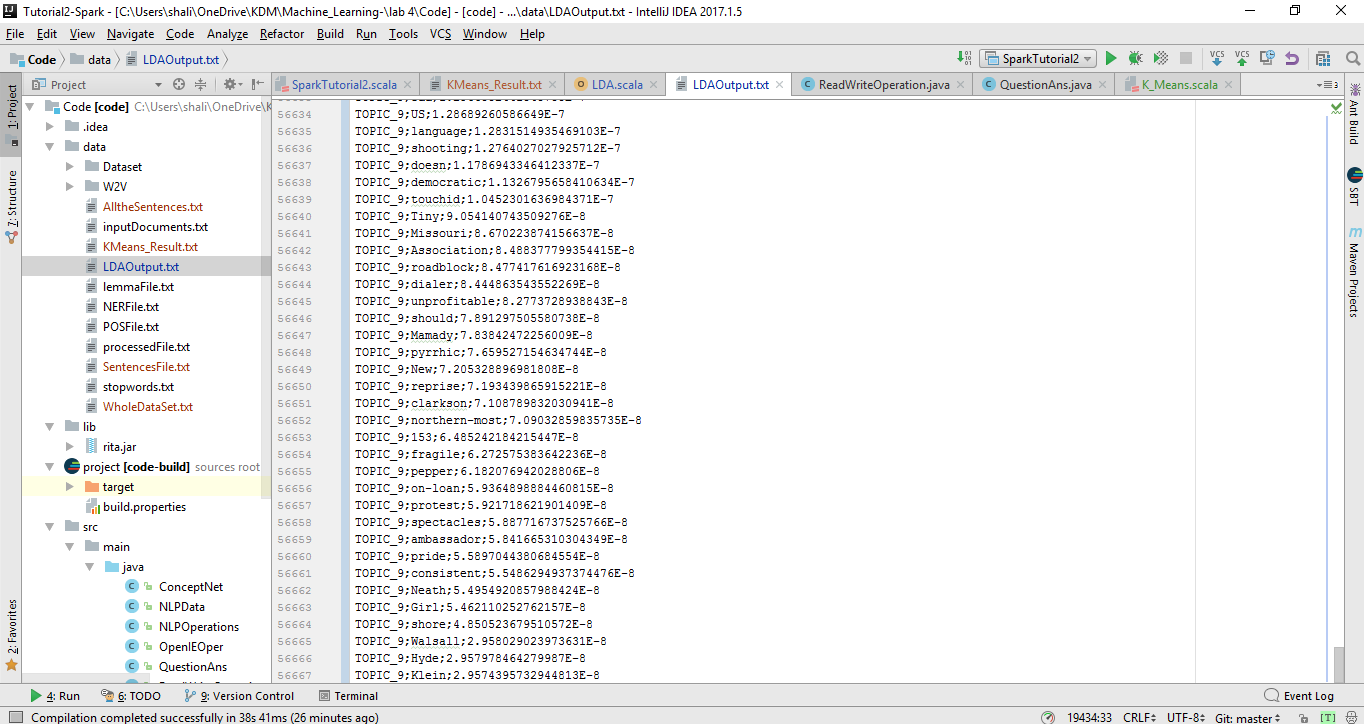 Tutorial2-Spark - [C:\Users\shali\OneDrive\KDM\Machine_Learning-\lab 4\Code] - [code] - ...\data\LDAOutput.txt - IntelliJ IDEA 2017.1.5
File Edit View Navigate Code Analyze Refactor Build Run Tools VCS Window Help
Code data LDAOutput.txt SparkTutorial2 VCS VCS
Project SparkTutorial2.scala KMeans_Result.txt LDA.scala LDAOutput.txt ReadWriteOperation.java QuestionAns.java K_Means.scala
1: Project
7: Structure
2: Favorites
Code [code] C:\Users\shali\OneDrive\K
.idea
data
Dataset
W2V
AlltheSentences.txt
inputDocuments.txt
KMeans_Result.txt
LDAOutput.txt
lemmaFile.txt
NERFile.txt
POSFile.txt
processedFile.txt
SentencesFile.txt
stopwords.txt
WholeDataSet.txt
lib
rita.jar
project [code-build] sources root
target
build.properties
src
main
java
ConceptNet
NLPData
NLPOperations
OpenIEOper
QuestionAns
56634 TOPIC_9;US;1.28689260586649E-7
56635 TOPIC_9;language;1.2831514935469103E-7
56636 TOPIC_9;shooting;1.2764027027925712E-7
56637 TOPIC_9;doesn;1.1786943346412337E-7
56638 TOPIC_9;democratic;1.1326795658410634E-7
56639 TOPIC_9;touchid;1.0452301636984371E-7
56640 TOPIC_9;Tiny;9.054140743509276E-8
56641 TOPIC_9;Missouri;8.670223874156637E-8
56642 TOPIC_9;Association;8.488377799354415E-8
56643 TOPIC_9;roadblock;8.477417616923168E-8
56644 TOPIC_9;dialer;8.444863543552269E-8
56645 TOPIC_9;unprofitable;8.2773728938843E-8
56646 TOPIC_9;should;7.891297505580738E-8
56647 TOPIC_9;Mamady;7.83842472256009E-8
56648 TOPIC_9;pyrrhic;7.659527154634744E-8
56649 TOPIC_9;New;7.205328896981808E-8
56650 TOPIC_9;reprise;7.193439865915221E-8
56651 TOPIC_9;clarkson;7.108789832030941E-8
56652 TOPIC_9;northern-most;7.09032859835735E-8
56653 TOPIC_9;153;6.485242184215447E-8
56654 TOPIC_9;fragile;6.272575383642236E-8
56655 TOPIC_9;pepper;6.182076942028806E-8
56656 TOPIC_9;on-loan;5.9364898884460815E-8
56657 TOPIC_9;protest;5.921718621901409E-8
56658 TOPIC_9;spectacles;5.887716737525766E-8
56659 TOPIC_9;ambassador;5.841665310304349E-8
56660 TOPIC_9;pride;5.5897044380684554E-8
56661 TOPIC_9;consistent;5.5486294937374476E-8
56662 TOPIC_9;Neath;5.4954920857988424E-8
56663 TOPIC_9;Girl;5.462110252762157E-8
56664 TOPIC_9;shore;4.850523679510572E-8
56665 TOPIC_9;Walsall;2.958029023973631E-8
56666 TOPIC_9;Hyde;2.957978464279987E-8
56667 TOPIC_9;Klein;2.9574395732944813E-8
Ant Build
SBT
m Maven Projects
4: Run 6: TODO 9: Version Control Terminal Event Log
Compilation completed successfully in 38s 41ms (26 minutes ago) 19434:33 CRLF UTF-8 Git: master [T]